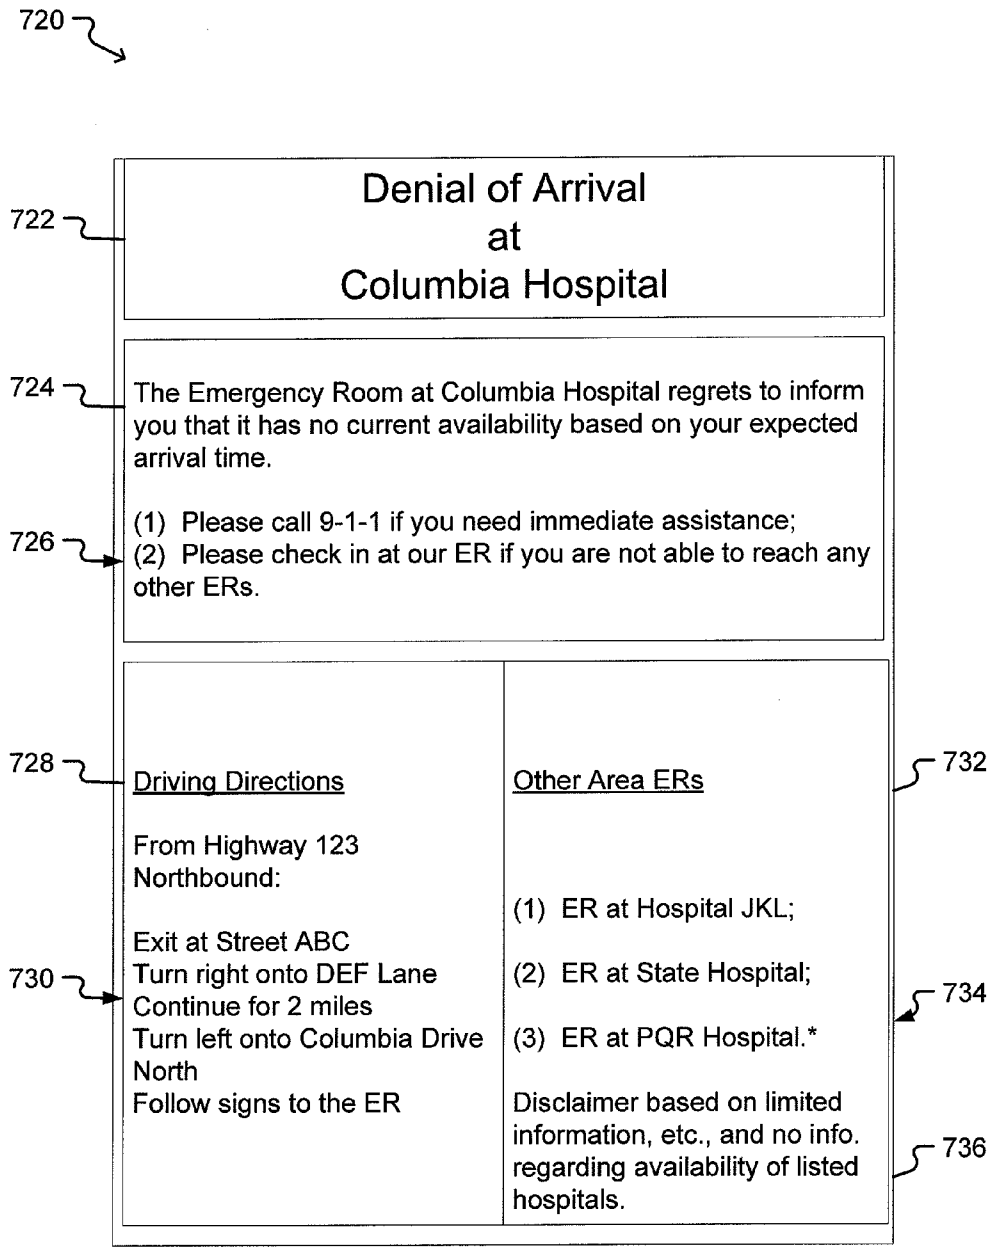 720
722
Denial of Arrival
at
Columbia Hospital
724
The Emergency Room at Columbia Hospital regrets to inform
you that it has no current availability based on your expected
arrival time.
726
(1) Please call 9-1-1 if you need immediate assistance;
(2) Please check in at our ER if you are not able to reach any
other ERs.
728
Driving Directions
From Highway 123
Northbound:
730
Exit at Street ABC
Turn right onto DEF Lane
Continue for 2 miles
Turn left onto Columbia Drive
North
Follow signs to the ER
732
Other Area ERs
(1) ER at Hospital JKL;
(2) ER at State Hospital;
734
(3) ER at PQR Hospital.*
Disclaimer based on limited
information, etc., and no info.
regarding availability of listed
hospitals.
736